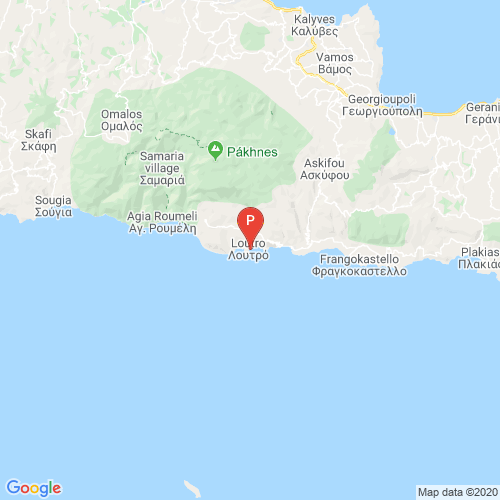 Kalyves
Καλύβες
Vamos
Βάμος
Georgioupoli
Γεωργιούπολη
Gerani
Γεράνι
Omalos
Ομαλός
Skafi
Σκάφη
Samaria
village
Σαμαριά
Pákhnes
Askifou
Ασκύφου
Sougia
Σούγια
Agia Roumeli
Αγ. Ρουμέλη
P
Loutro
Λουτρό
Frangokastello
Φραγκοκαστέλλο
Plakias
Πλακιάς
Google
Map data ©2020